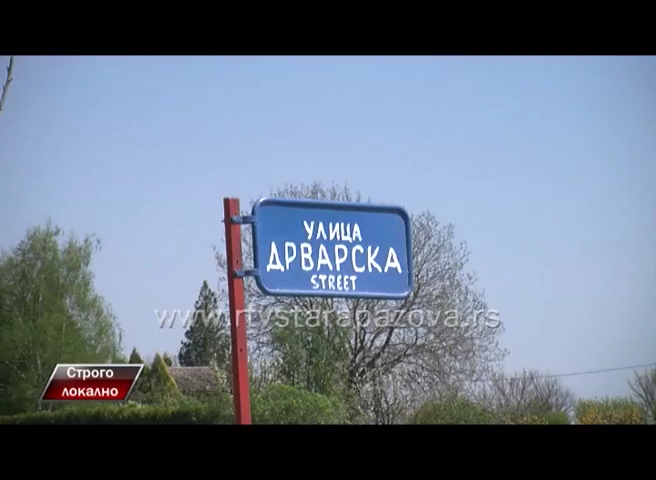 УЛИЦА
ДРВАРСКА
STREET
www.rtvstarapazova.rs
Строго
локално